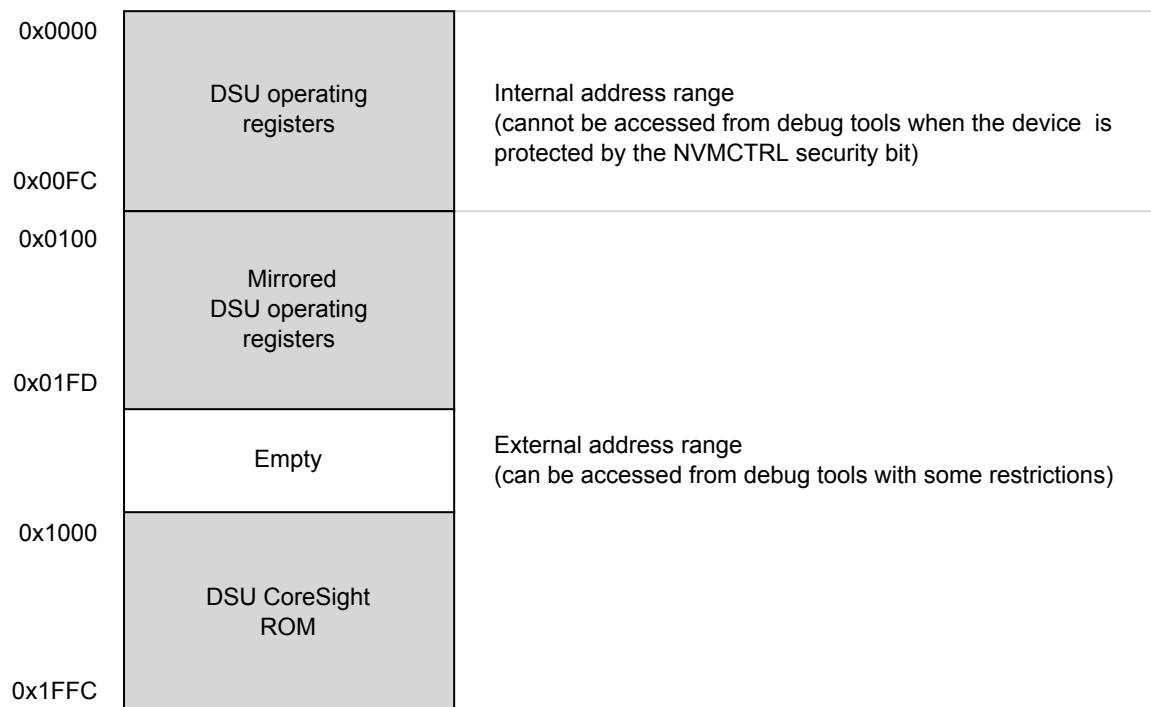 0x0000
DSU operating
registers
Internal address range
(cannot be accessed from debug tools when the device is
protected by the NVMCTRL security bit)
0x00FC
0x0100
Mirrored
DSU operating
registers
0x01FD
Empty
External address range
(can be accessed from debug tools with some restrictions)
0x1000
DSU CoreSight
ROM
0x1FFC